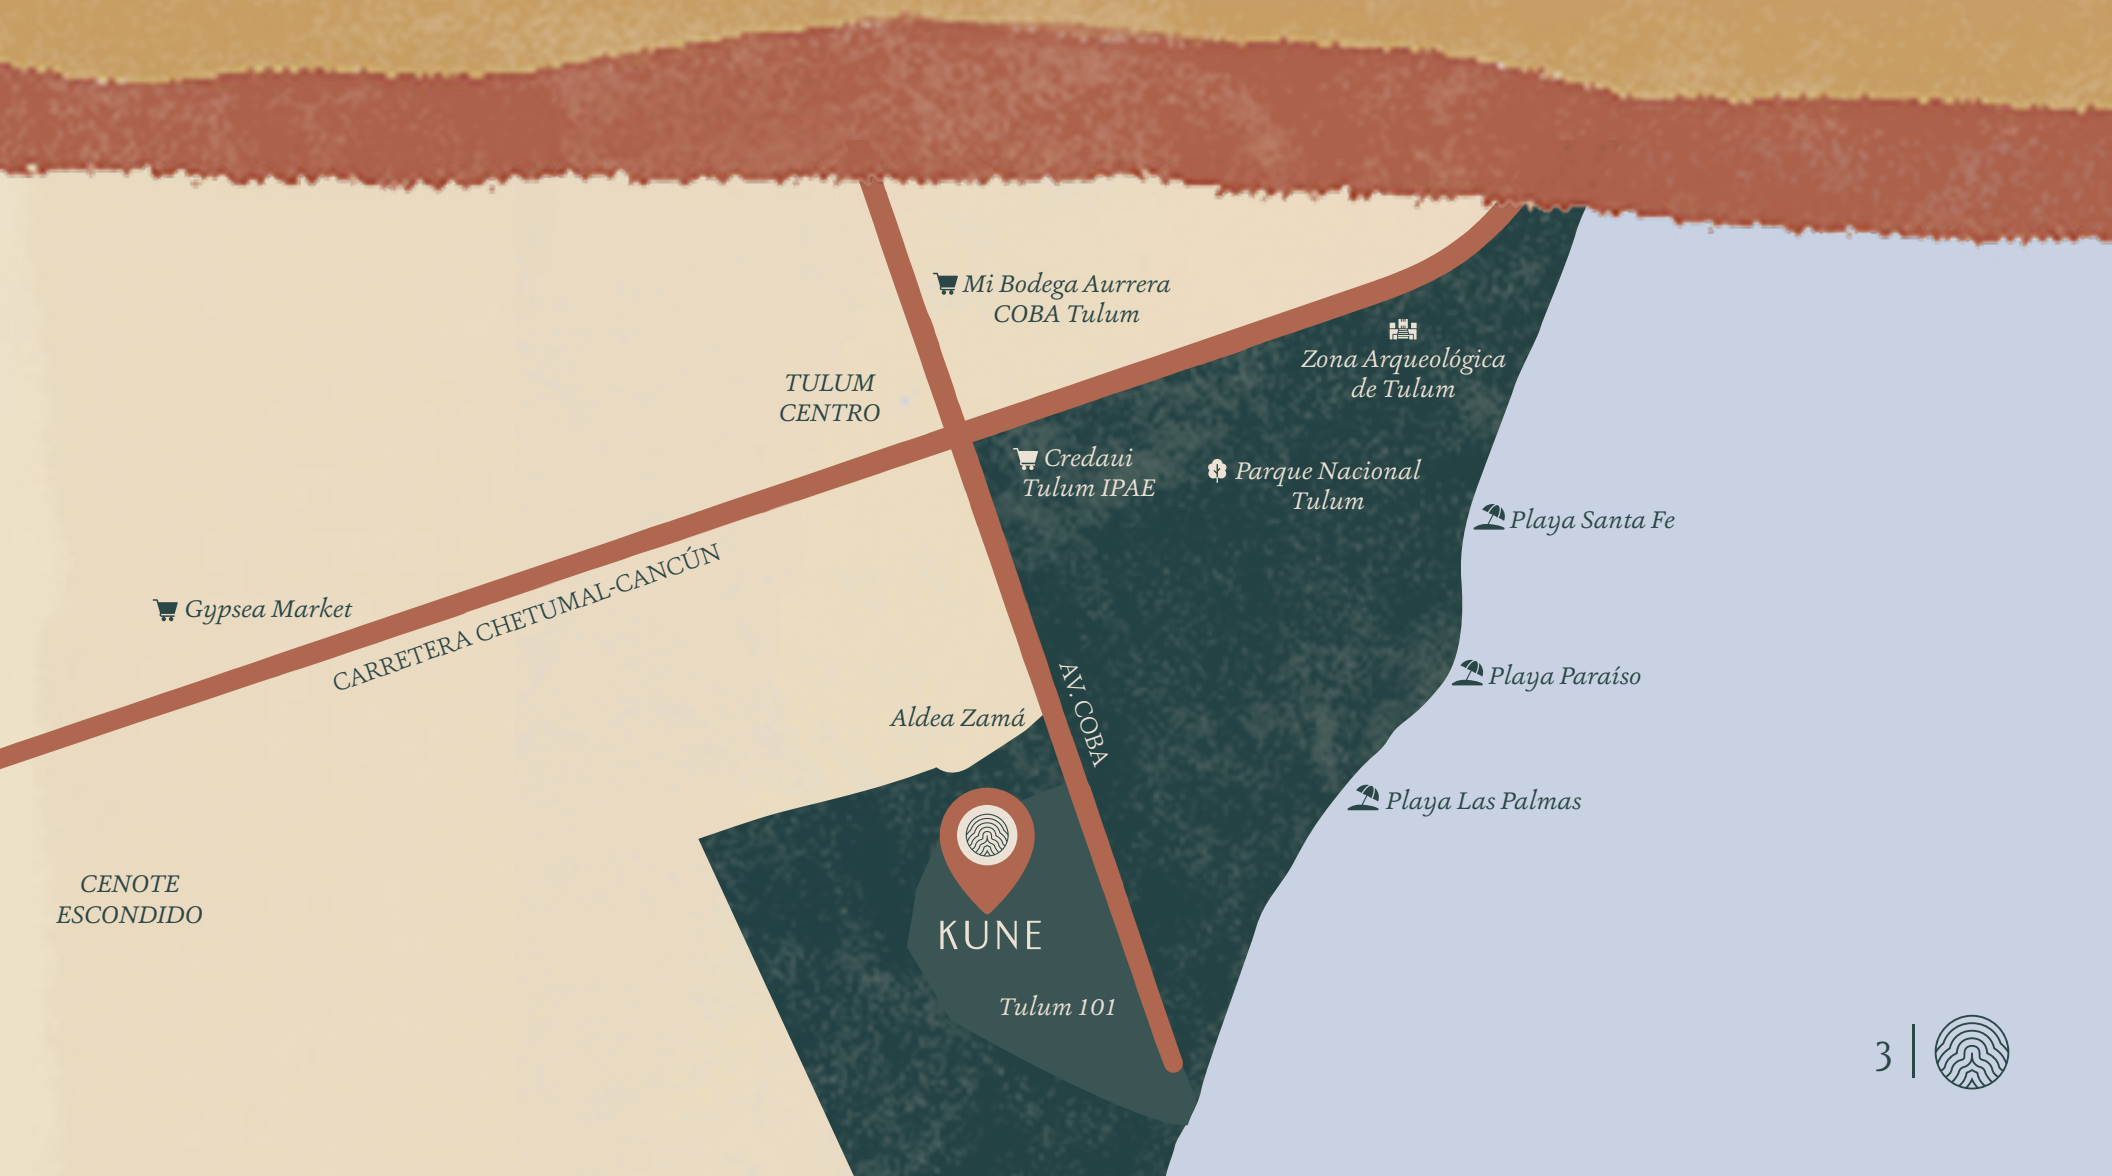 Mi Bodega Aurrera
COBA Tulum
Zona Arqueológica
de Tulum
TULUM
CENTRO
Credaui
Tulum IPAE
Parque Nacional
Tulum
Playa Santa Fe
CARRETERA CHETUMAL-CANCÚN
Gypsea Market
Playa Paraíso
AV. COBA
Aldea Zamá
Playa Las Palmas
CENOTE
ESCONDIDO
KUNE
Tulum 101
3